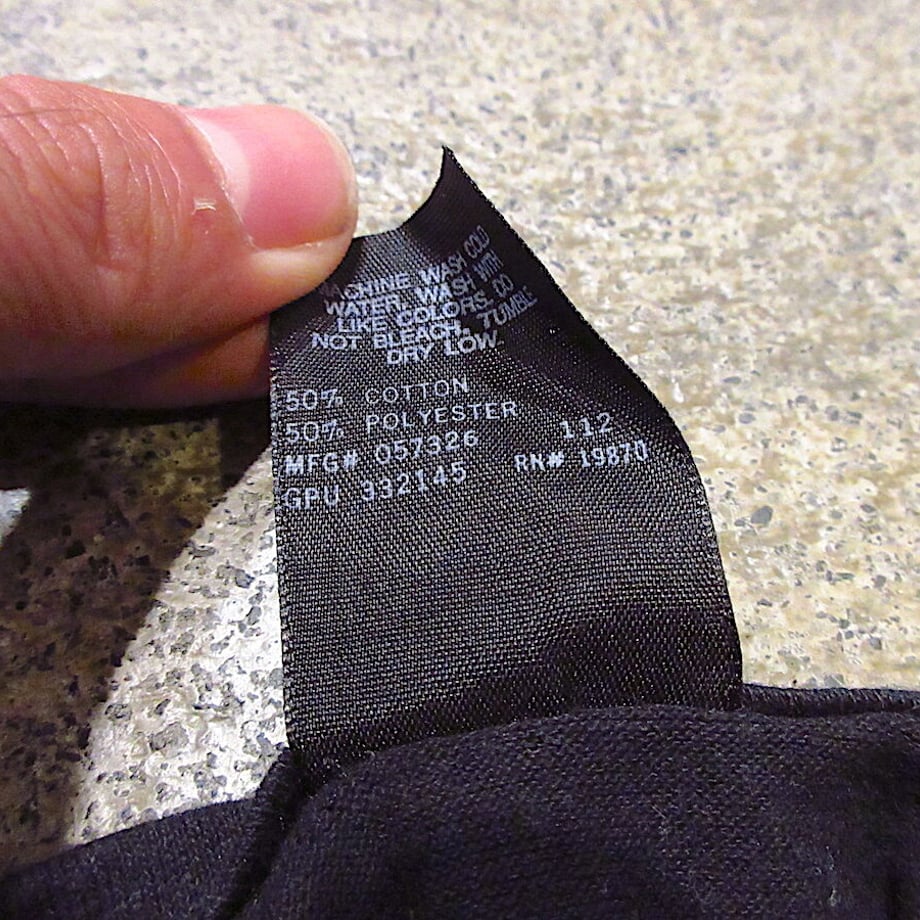 MACHINE WASH COLD
WATER. WASH WITH
LIKE COLORS. DO
NOT BLEACH. TUMBLE
DRY LOW.
50% COTTON
50% POLYESTER
MFG# 057326 112
GPU 332145 RN# 19870